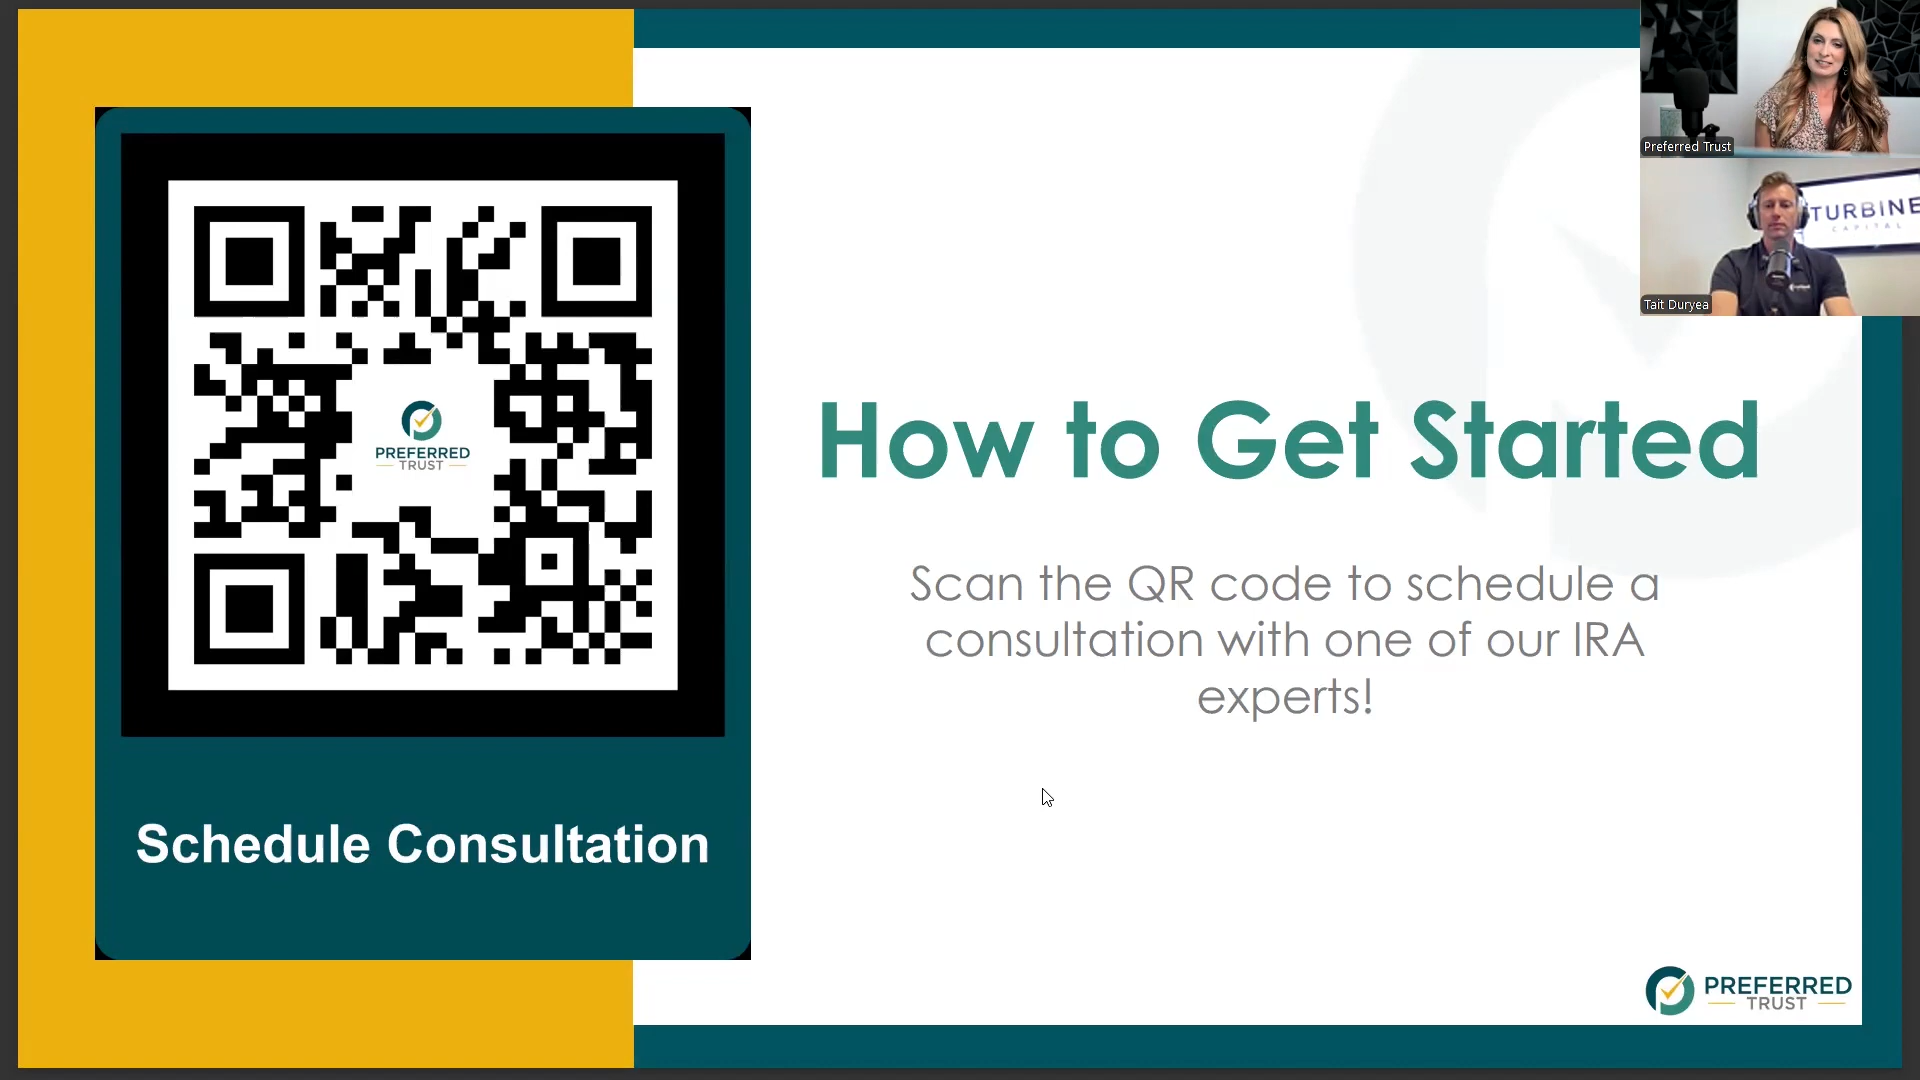 PREFERRED
TRUST
Schedule Consultation
How to Get Started
Scan the QR code to schedule a
consultation with one of our IRA
experts!
Preferred Trust
TURBINE
CAPITAL
Tait Duryea
PREFERRED
TRUST